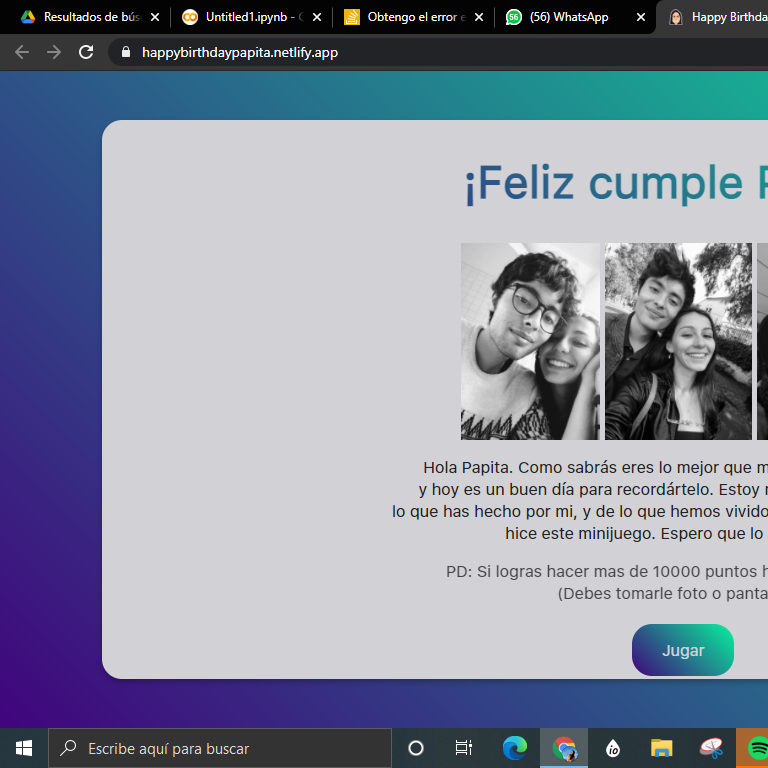 Resultados de bús
Untitled1.ipynb - C
Obtengo el error e
(56) WhatsApp
Happy Birthda
happybirthdaypapita.netlify.app
¡Feliz cumple P
Hola Papita. Como sabrás eres lo mejor que m
y hoy es un buen día para recordártelo. Estoy
lo que has hecho por mi, y de lo que hemos vivido
hice este minijuego. Espero que lo
PD: Si logras hacer mas de 10000 puntos h
(Debes tomarle foto o panta
Jugar
Escribe aquí para buscar